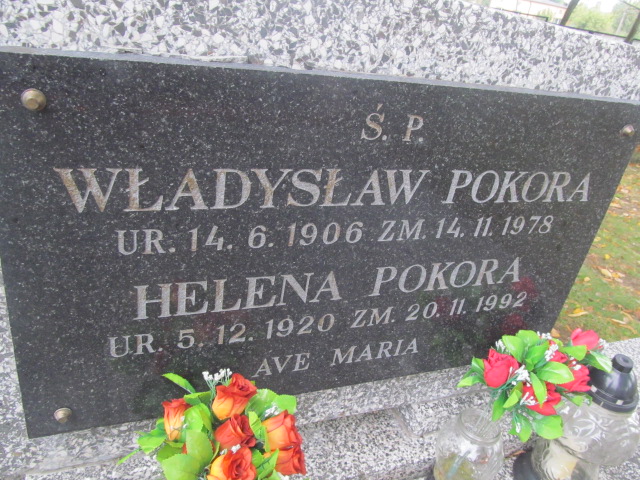 Ś. P.
WŁADYSŁAW POKORA
UR. 14. 6. 1906 ZM. 14. 11. 1978
HELENA POKORA
UR. 5. 12. 1920 ZM. 20. 11. 1992
AVE MARIA